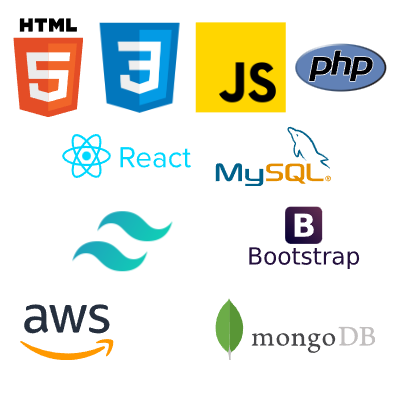 HTML
5
3
JS
php
React
MySQL®
B
Bootstrap
aws
mongoDB